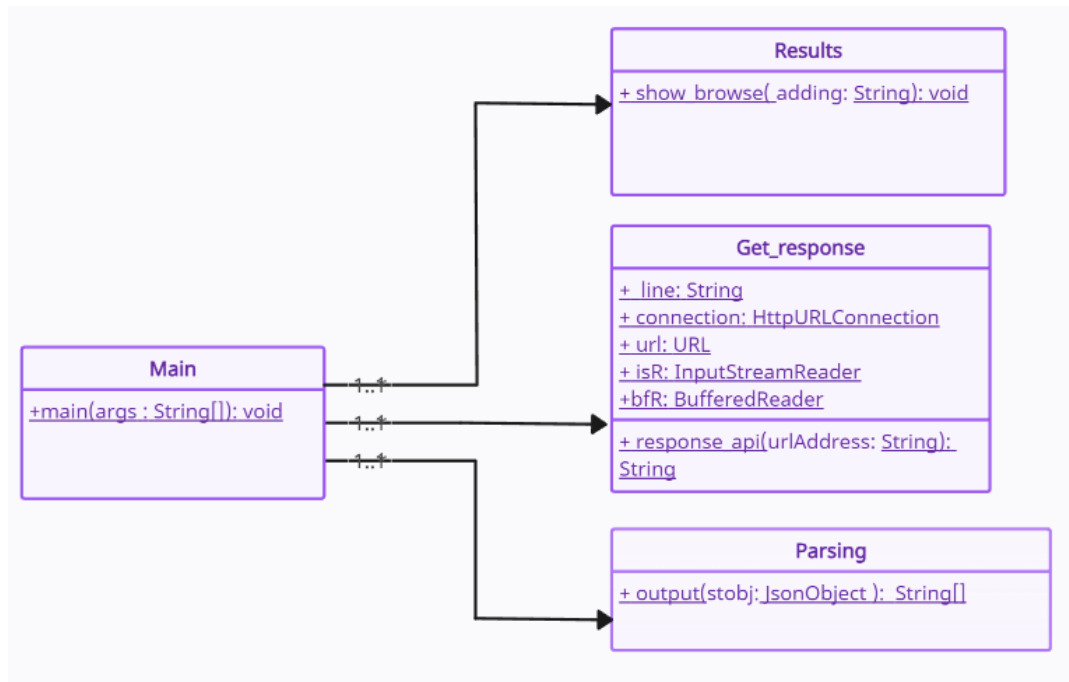 Results
+ show_browse( adding: String): void
Get_response
+ line: String
+ connection: HttpURLConnection
+ url: URL
+ isR: InputStreamReader
+bfR: BufferedReader
+ response_api(urlAddress: String):
String
Main
+main(args : String[]): void
1..1
1..1
1..1
Parsing
+ output(stobj: JsonObject ): String[]